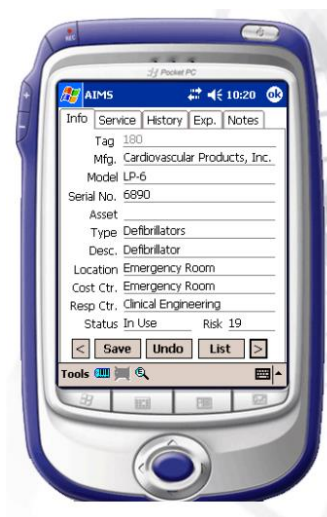 REC
Pocket PC
AIMS 10:20 ok
Info Service History Exp. Notes
Tag 180
Mfg. Cardiovascular Products, Inc.
Model LP-6
Serial No. 6890
Asset
Type Defibrillators
Desc. Defibrillator
Location Emergency Room
Cost Ctr. Emergency Room
Resp Ctr. Clinical Engineering
Status In Use Risk 19
< Save Undo List >
Tools